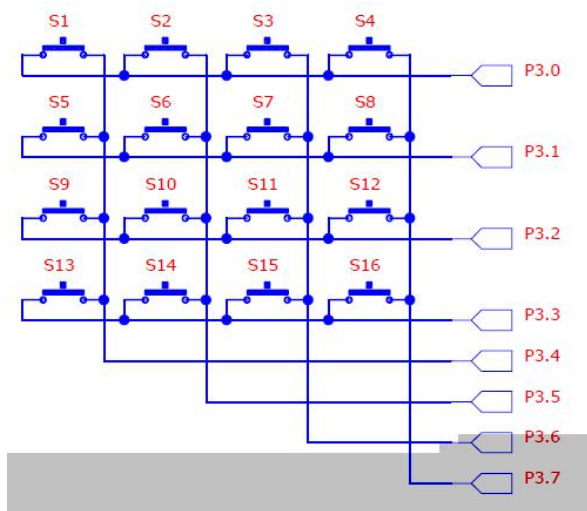 S1 S2 S3 S4
P3.0
S5 S6 S7 S8
P3.1
S9 S10 S11 S12
P3.2
S13 S14 S15 S16
P3.3
P3.4
P3.5
P3.6
P3.7